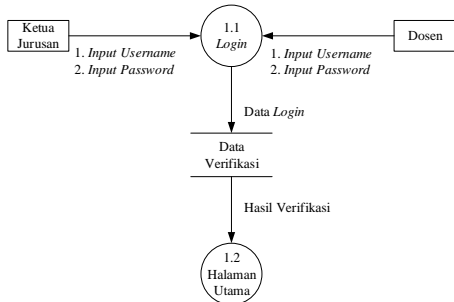 Ketua
Jurusan
1. Input Username
2. Input Password
1.1
Login
1. Input Username
2. Input Password
Dosen
Data Login
Data
Verifikasi
Hasil Verifikasi
1.2
Halaman
Utama